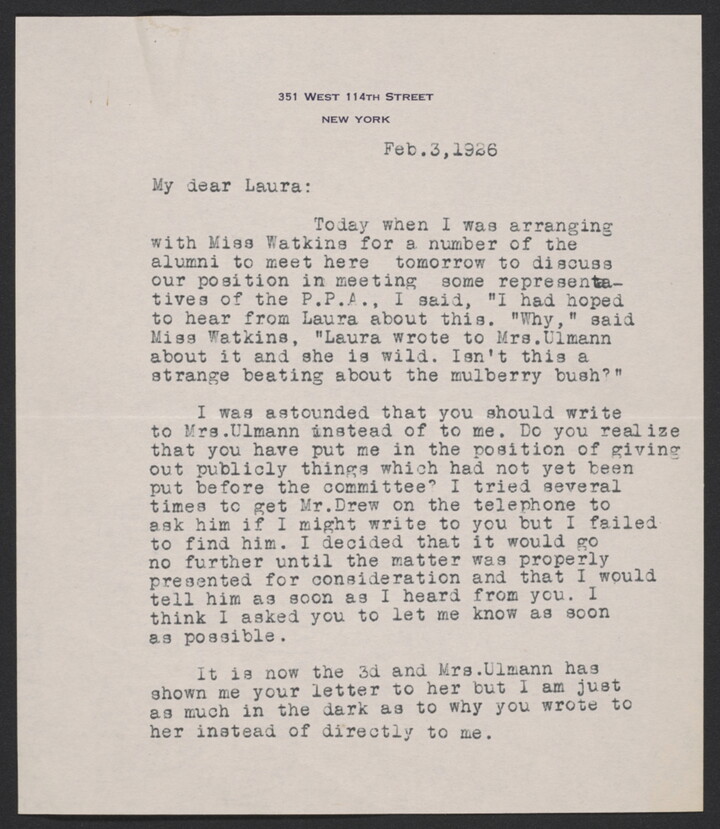 351 West 114th Street
New York
Feb.3,1926
My dear Laura:
Today when I was arranging
with Miss Watkins for a number of the
alumni to meet here tomorrow to discuss
our position in meeting some representa-
tives of the P.P.A., I said, "I had hoped
to hear from Laura about this. "Why," said
Miss Watkins, "Laura wrote to Mrs.Ulmann
about it and she is wild. Isn't this a
strange beating about the mulberry bush?"
I was astounded that you should write
to Mrs.Ulmann instead of to me. Do you realize
that you have put me in the position of giving
out publicly things which had not yet been
put before the committee? I tried several
times to get Mr.Drew on the telephone to
ask him if I might write to you but I failed
to find him. I decided that it would go
no further until the matter was properly
presented for consideration and that I would
tell him as soon as I heard from you. I
think I asked you to let me know as soon
as possible.
It is now the 3d and Mrs.Ulmann has
shown me your letter to her but I am just
as much in the dark as to why you wrote to
her instead of directly to me.